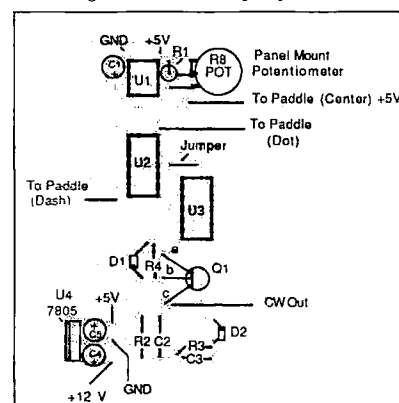 GND
+5V
R1
R8
POT
Panel Mount
Potentiometer
C1
+
U1
To Paddle (Center) +5V
To Paddle
(Dot)
U2
Jumper
To Paddle
(Dash)
U3
D1
R4
a
b
c
Q1
CW Out
U4
7805
+5V
+
C4
R2
C2
R3
C3
D2
+12 V
GND